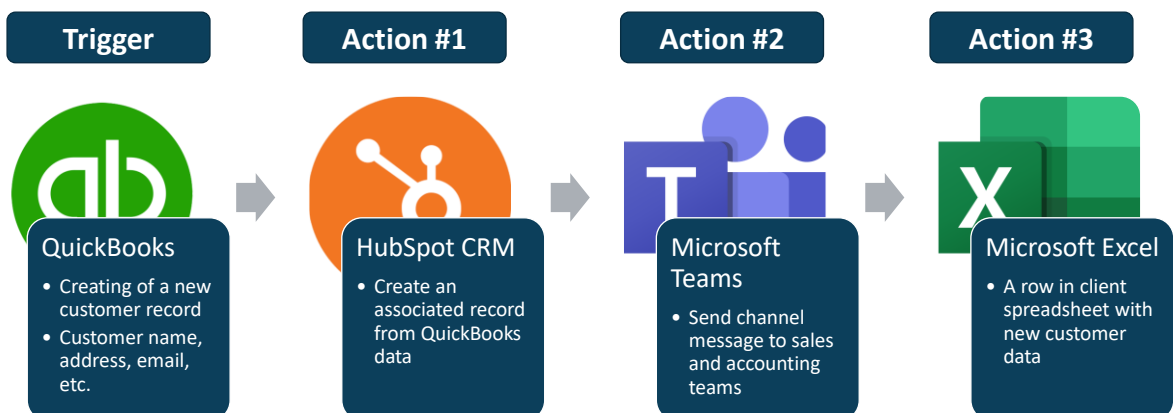 Trigger
Action #1
Action #2
Action #3
qb
T
X
QuickBooks
• Creating of a new
customer record
• Customer name,
address, email,
etc.
HubSpot CRM
• Create an
associated record
from QuickBooks
data
Microsoft
Teams
• Send channel
message to sales
and accounting
teams
Microsoft Excel
• A row in client
spreadsheet with
new customer
data